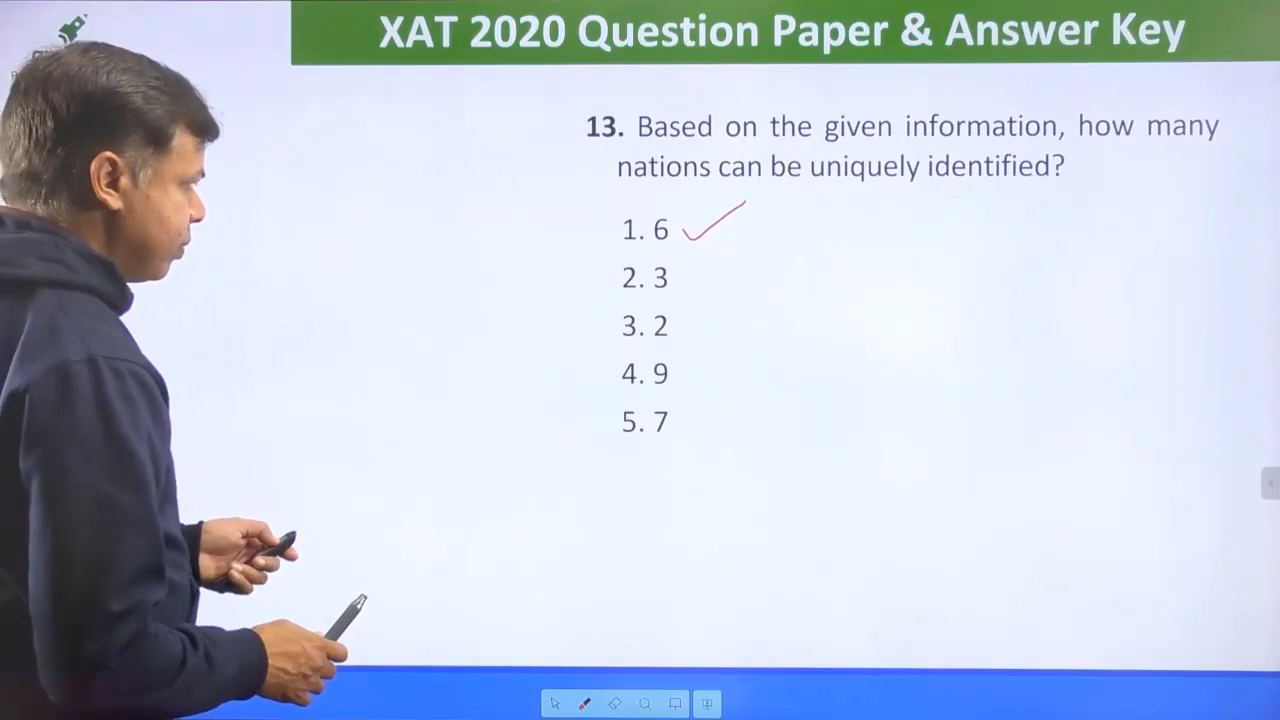 XAT 2020 Question Paper & Answer Key
13. Based on the given information, how many
nations can be uniquely identified?
1. 6
2. 3
3. 2
4. 9
5. 7